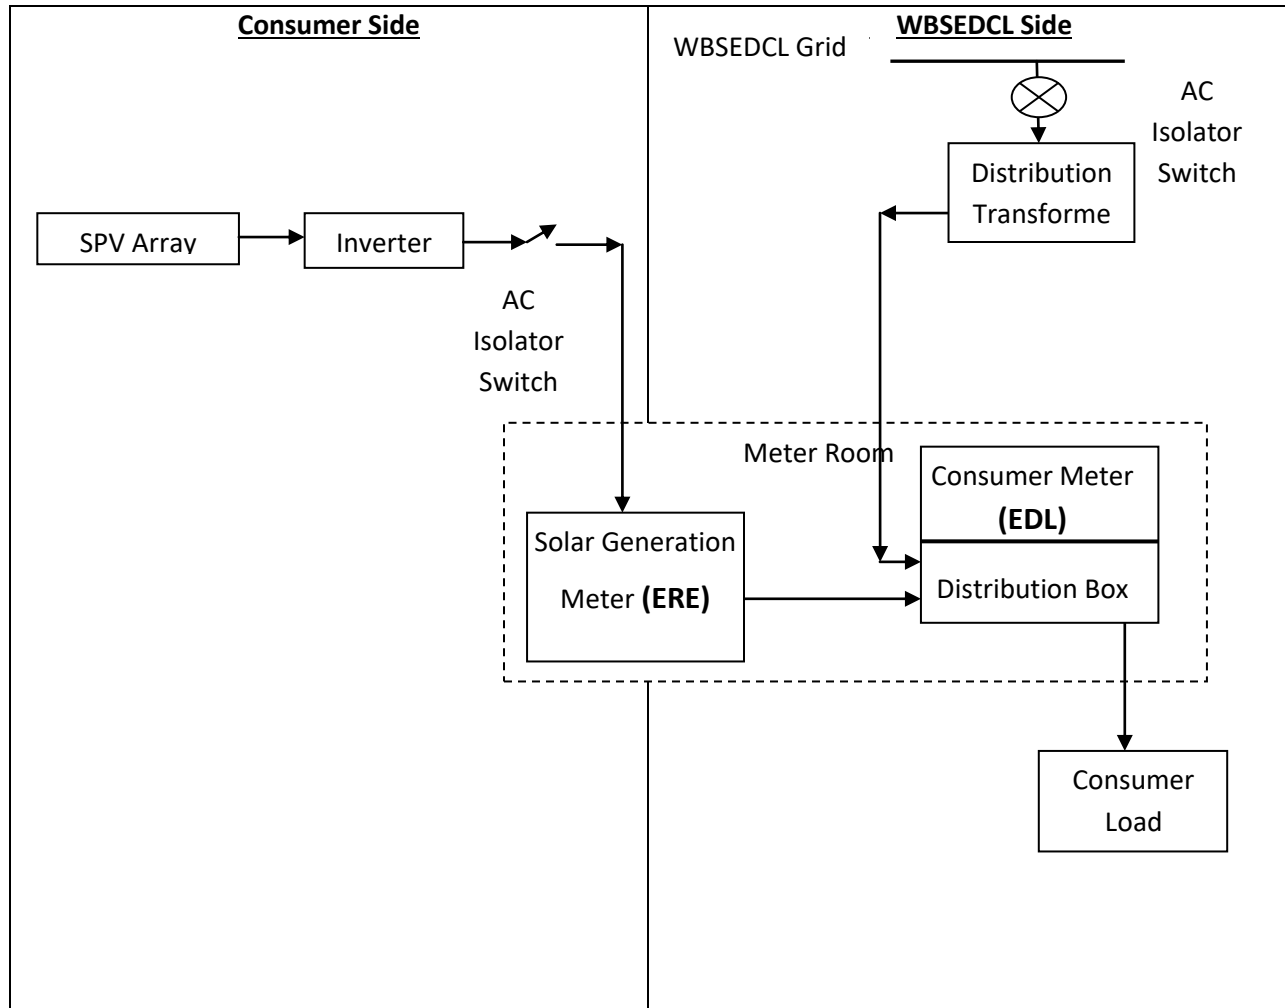 Consumer Side
WBSEDCL Side
WBSEDCL Grid
AC
Isolator
Switch
Distribution
Transforme
SPV Array
Inverter
AC
Isolator
Switch
Meter Room
Consumer Meter
(EDL)
Solar Generation
Meter (ERE)
Distribution Box
Consumer
Load